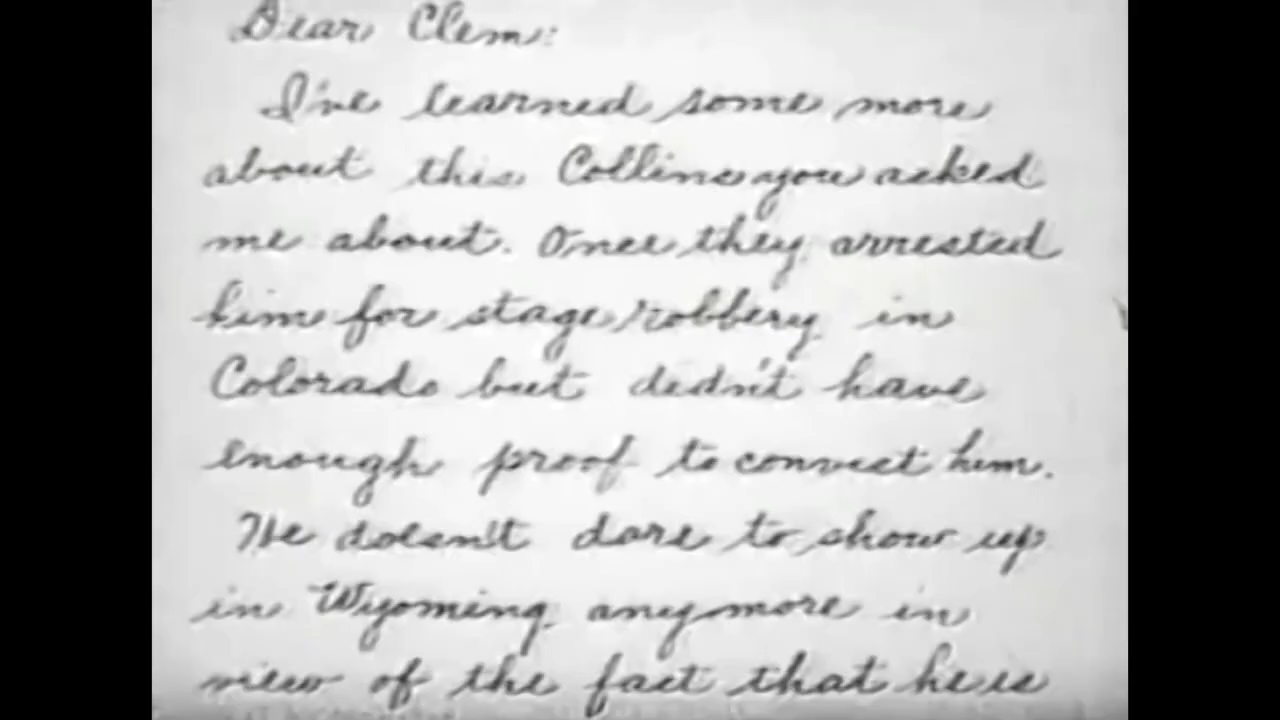 Dear Clem:
I've learned some more
about this Collins you asked
me about. Once they arrested
him for stage robbery in
Colorado but didn't have
enough proof to convict him.
He doesn't dare to show up
in Wyoming anymore in
view of the fact that he is